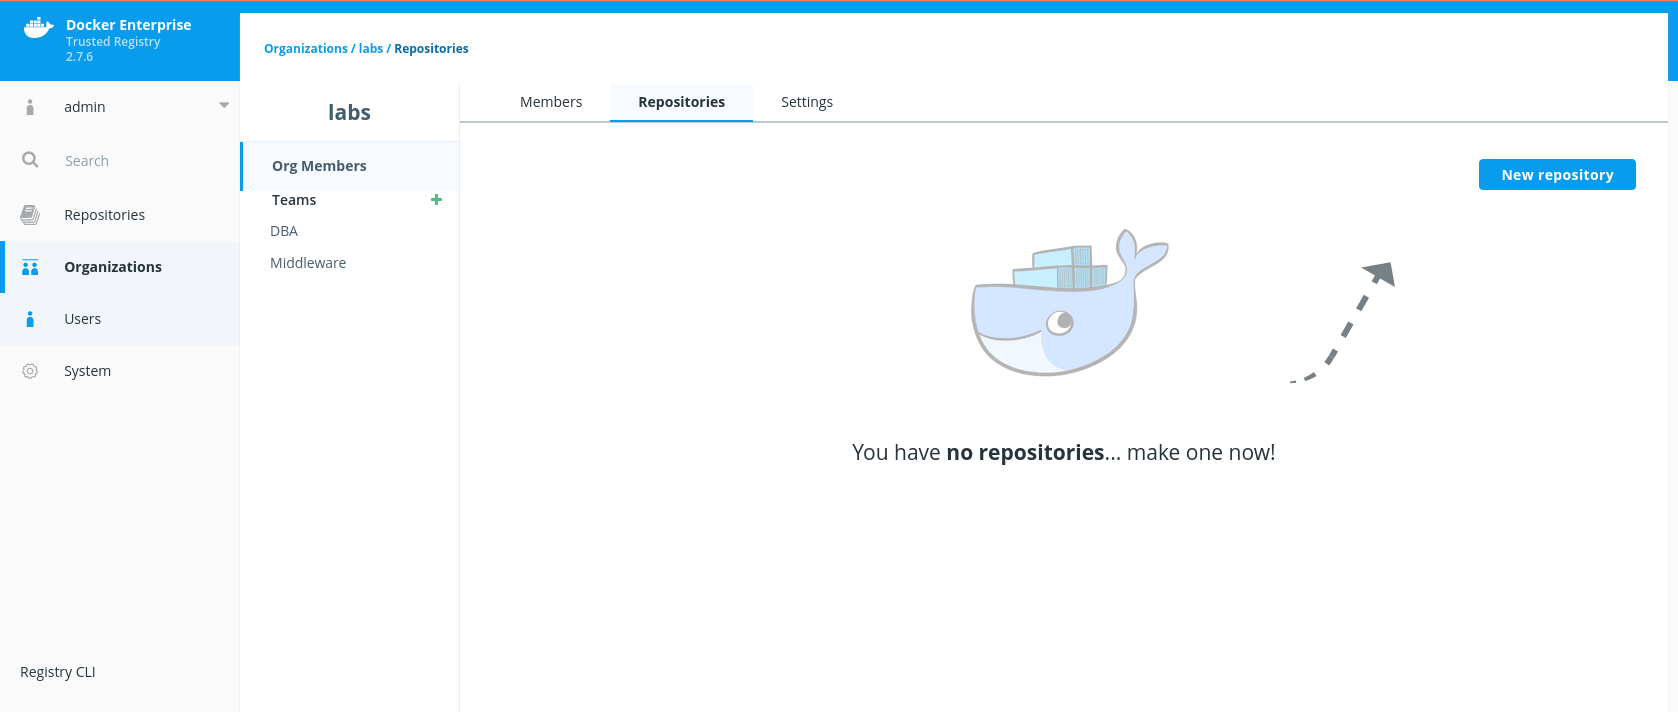 Docker Enterprise
Trusted Registry
2.7.6
admin
Search
Repositories
Organizations
Users
System
Registry CLI
Organizations / labs / Repositories
labs
Org Members
Teams +
DBA
Middleware
Members Repositories Settings
New repository
You have no repositories... make one now!